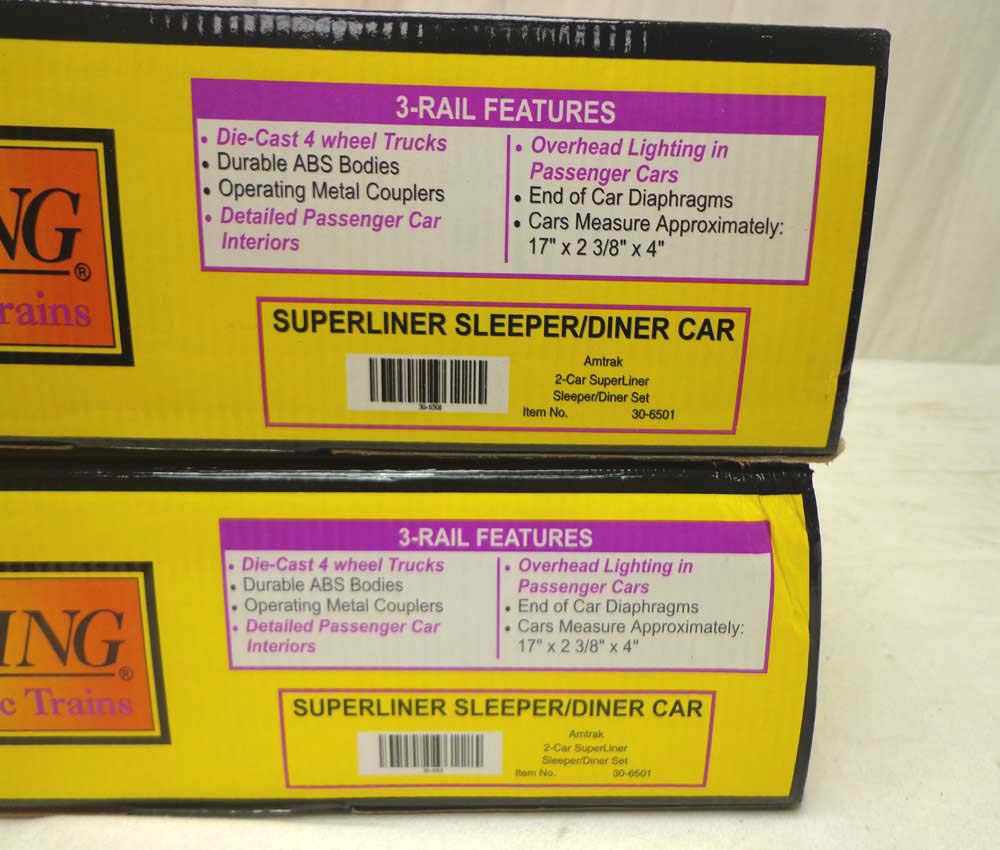 NG
®
rains
3-RAIL FEATURES
• Die-Cast 4 wheel Trucks
• Durable ABS Bodies
• Operating Metal Couplers
• Detailed Passenger Car
Interiors
• Overhead Lighting in
Passenger Cars
• End of Car Diaphragms
• Cars Measure Approximately:
17" x 2 3/8" x 4"
SUPERLINER SLEEPER/DINER CAR
Amtrak
2-Car SuperLiner
Sleeper/Diner Set
Item No. 30-6501
ING
®
c Trains
3-RAIL FEATURES
• Die-Cast 4 wheel Trucks
• Durable ABS Bodies
• Operating Metal Couplers
• Detailed Passenger Car
Interiors
• Overhead Lighting in
Passenger Cars
• End of Car Diaphragms
• Cars Measure Approximately:
17" x 2 3/8" x 4"
SUPERLINER SLEEPER/DINER CAR
Amtrak
2-Car SuperLiner
Sleeper/Diner Set
Item No. 30-6501